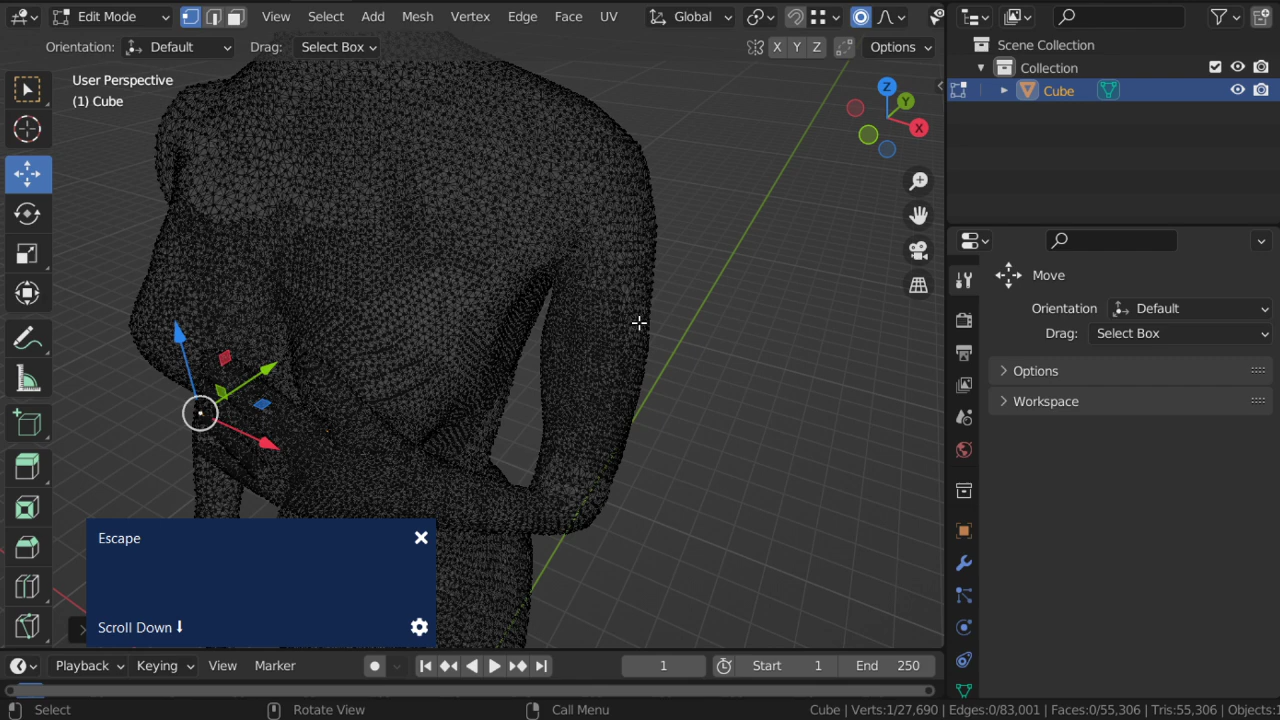 Edit Mode View Select Add Mesh Vertex Edge Face UV Global
Orientation: Default Drag: Select Box X Y Z Options
User Perspective
(1) Cube
Z
Y
X
Scene Collection
Collection
Cube
Move
Orientation Default
Drag: Select Box
Options
Workspace
Escape
Scroll Down
Playback Keying View Marker 1 Start 1 End 250
Select Rotate View Call Menu Cube | Verts:1/27,690 | Edges:0/83,001 | Faces:0/55,306 | Tris:55,306 | Objects:1